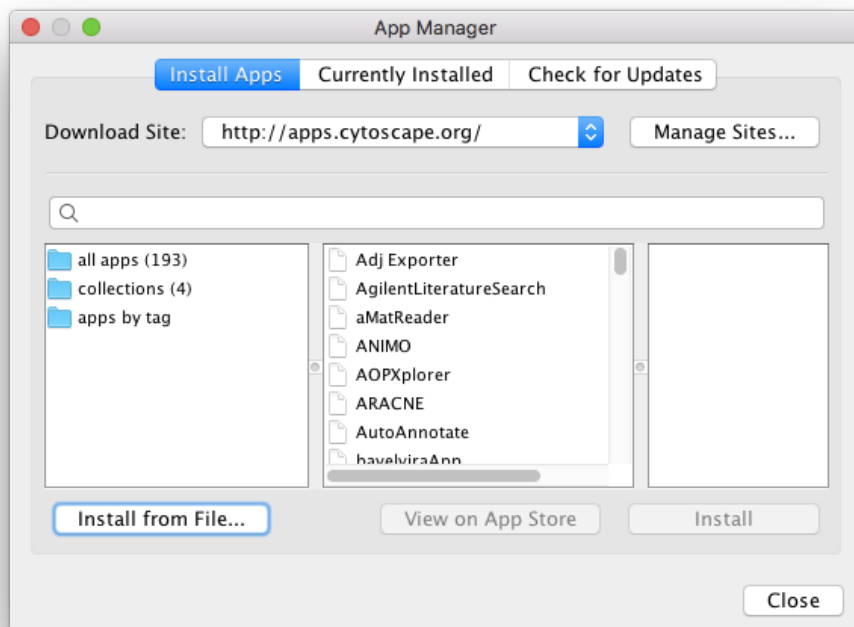 App Manager
Install Apps Currently Installed Check for Updates
Download Site: http://apps.cytoscape.org/ Manage Sites...
all apps (193)
collections (4)
apps by tag
Adj Exporter
AgilentLiteratureSearch
aMatReader
ANIMO
AOPXplorer
ARACNE
AutoAnnotate
Install from File... View on App Store Install
Close